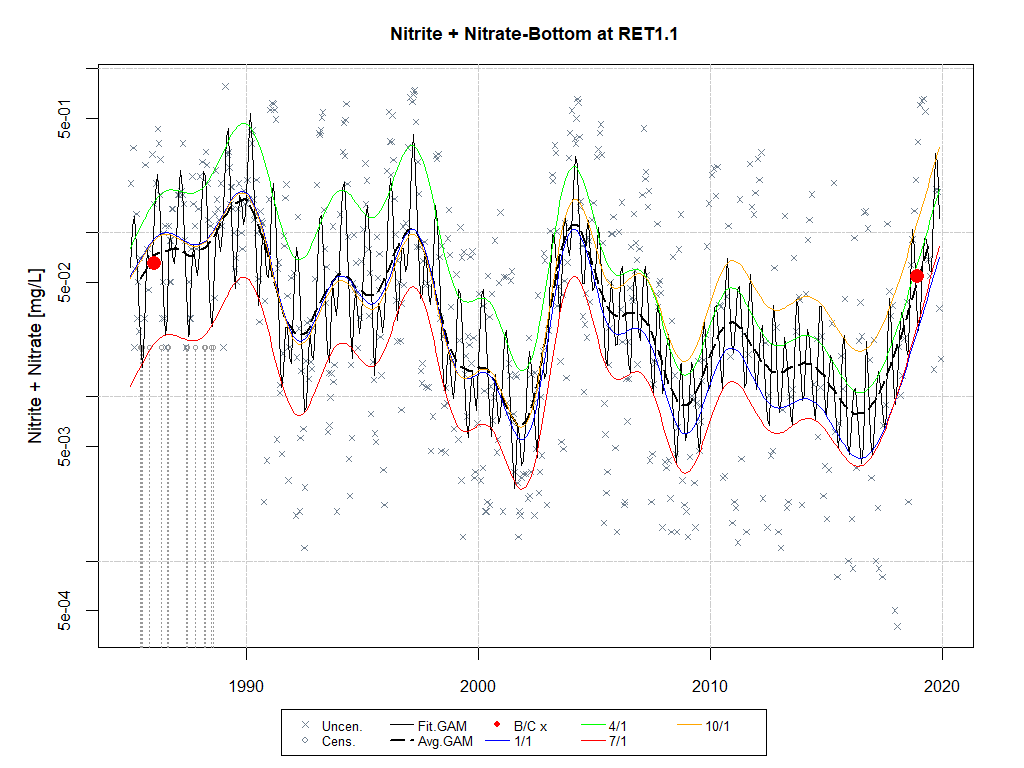 Nitrite + Nitrate-Bottom at RET1.1
Nitrite + Nitrate [mg/L]
5e-01
5e-02
5e-03
5e-04
1990 2000 2010 2020
Uncen. Fit.GAM B/C x 4/1 10/1
Cens. Avg.GAM 1/1 7/1